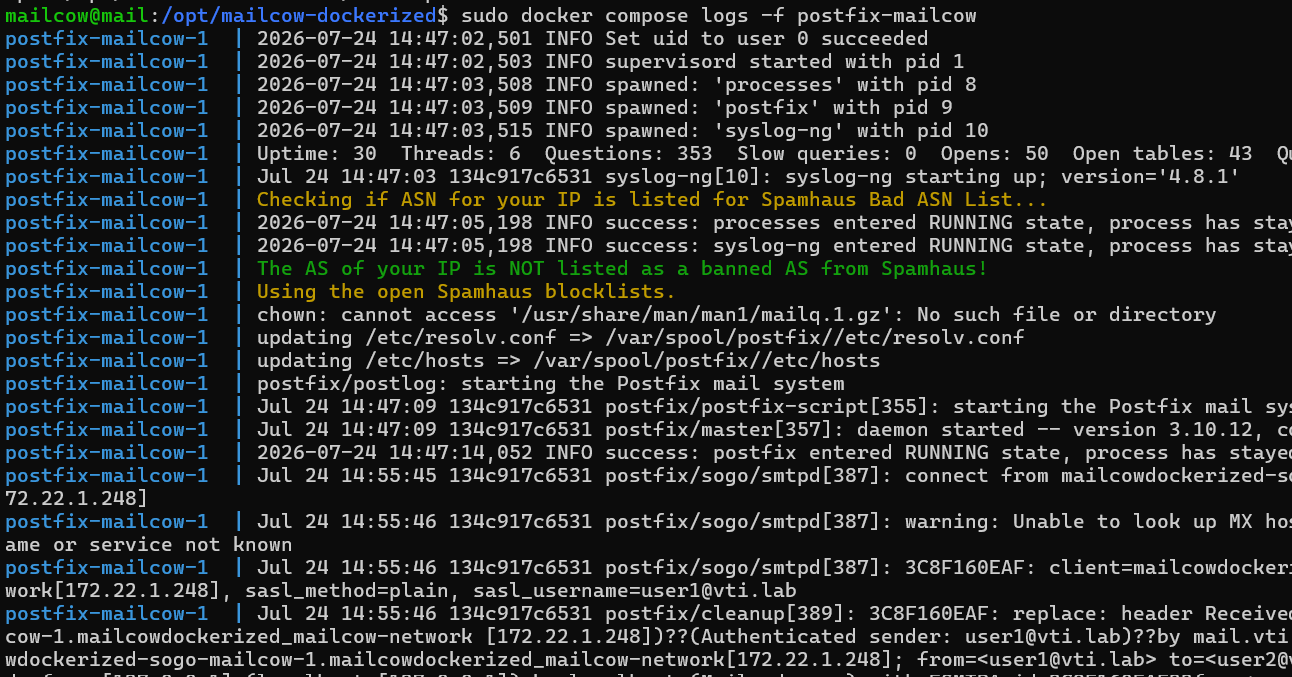 mailcow@mail:/opt/mailcow-dockerized$ sudo docker compose logs -f postfix-mailcow
postfix-mailcow-1  | 2026-07-24 14:47:02,501 INFO Set uid to user 0 succeeded
postfix-mailcow-1  | 2026-07-24 14:47:02,503 INFO supervisord started with pid 1
postfix-mailcow-1  | 2026-07-24 14:47:03,508 INFO spawned: 'processes' with pid 8
postfix-mailcow-1  | 2026-07-24 14:47:03,509 INFO spawned: 'postfix' with pid 9
postfix-mailcow-1  | 2026-07-24 14:47:03,515 INFO spawned: 'syslog-ng' with pid 10
postfix-mailcow-1  | Uptime: 30  Threads: 6  Questions: 353  Slow queries: 0  Opens: 50  Open tables: 43  Qu
postfix-mailcow-1  | Jul 24 14:47:03 134c917c6531 syslog-ng[10]: syslog-ng starting up; version='4.8.1'
postfix-mailcow-1  | Checking if ASN for your IP is listed for Spamhaus Bad ASN List...
postfix-mailcow-1  | 2026-07-24 14:47:05,198 INFO success: processes entered RUNNING state, process has stay
postfix-mailcow-1  | 2026-07-24 14:47:05,198 INFO success: syslog-ng entered RUNNING state, process has stay
postfix-mailcow-1  | The AS of your IP is NOT listed as a banned AS from Spamhaus!
postfix-mailcow-1  | Using the open Spamhaus blocklists.
postfix-mailcow-1  | chown: cannot access '/usr/share/man/man1/mailq.1.gz': No such file or directory
postfix-mailcow-1  | updating /etc/resolv.conf => /var/spool/postfix//etc/resolv.conf
postfix-mailcow-1  | updating /etc/hosts => /var/spool/postfix//etc/hosts
postfix-mailcow-1  | postfix/postlog: starting the Postfix mail system
postfix-mailcow-1  | Jul 24 14:47:09 134c917c6531 postfix/postfix-script[355]: starting the Postfix mail sys
postfix-mailcow-1  | Jul 24 14:47:09 134c917c6531 postfix/master[357]: daemon started -- version 3.10.12, co
postfix-mailcow-1  | 2026-07-24 14:47:14,052 INFO success: postfix entered RUNNING state, process has stayed
postfix-mailcow-1  | Jul 24 14:55:45 134c917c6531 postfix/sogo/smtpd[387]: connect from mailcowdockerized-so
72.22.1.248]
postfix-mailcow-1  | Jul 24 14:55:46 134c917c6531 postfix/sogo/smtpd[387]: warning: Unable to look up MX hos
ame or service not known
postfix-mailcow-1  | Jul 24 14:55:46 134c917c6531 postfix/sogo/smtpd[387]: 3C8F160EAF: client=mailcowdockeri
work[172.22.1.248], sasl_method=plain, sasl_username=user1@vti.lab
postfix-mailcow-1  | Jul 24 14:55:46 134c917c6531 postfix/cleanup[389]: 3C8F160EAF: replace: header Received
cow-1.mailcowdockerized_mailcow-network [172.22.1.248])??(Authenticated sender: user1@vti.lab)??by mail.vti
wdockerized-sogo-mailcow-1.mailcowdockerized_mailcow-network[172.22.1.248]; from=<user1@vti.lab> to=<user2@v